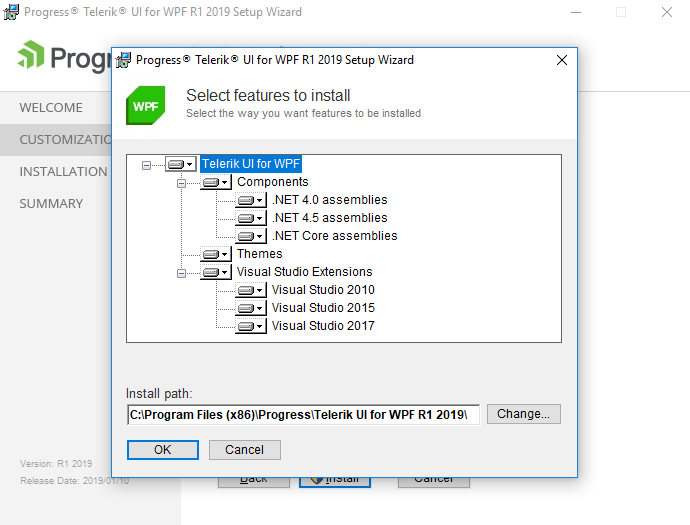 Progress® Telerik® UI for WPF R1 2019 Setup Wizard
Progress® Telerik® UI for WPF R1 2019 Setup Wizard
WPF
Select features to install
Select the way you want features to be installed
WELCOME
CUSTOMIZATIO
INSTALLATION
SUMMARY
Telerik UI for WPF
Components
.NET 4.0 assemblies
.NET 4.5 assemblies
.NET Core assemblies
Themes
Visual Studio Extensions
Visual Studio 2010
Visual Studio 2015
Visual Studio 2017
Install path:
C:\Program Files (x86)\Progress\Telerik UI for WPF R1 2019\
Change...
OK
Cancel
Version: R1 2019
Release Date: 2019/01/10
Back
Install
Cancel